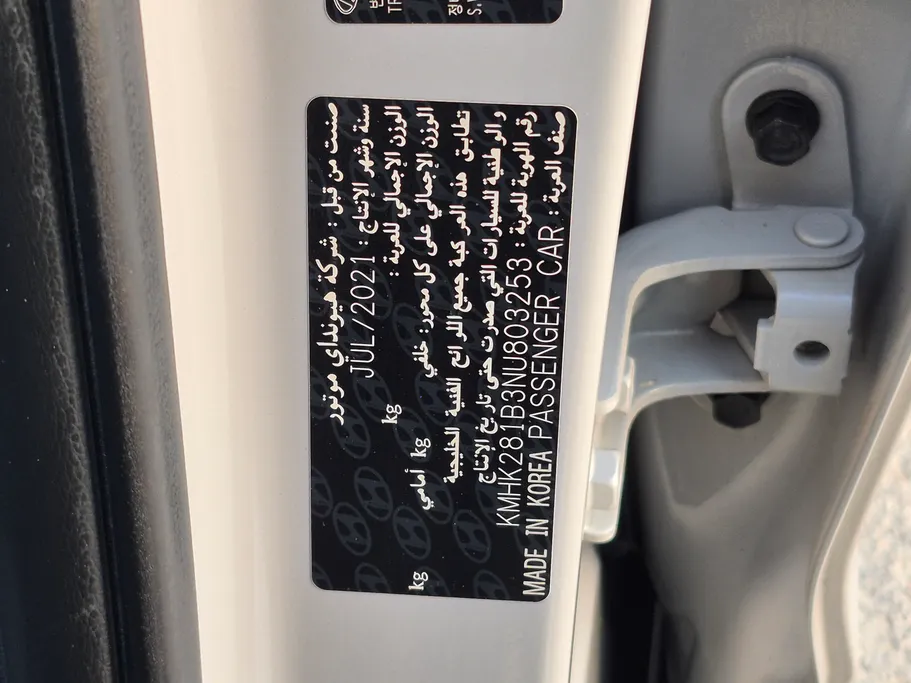 صنعت من قبل : شركة هيونداي موتور
سنة وشهر الإنتاج : JUL/2021
الوزن الإجمالي للعربة : kg
الوزن الإجمالي على كل محور : خلفي kg أمامي kg
تطابق هذه المركبة جميع اللوائح الفنية الخليجية
و الوطنية للسيارات التي صدرت حتى تاريخ الإنتاج
رقم الهوية للعربة : KMHK281B3NU803253
صنف العربة : PASSENGER CAR MADE IN KOREA